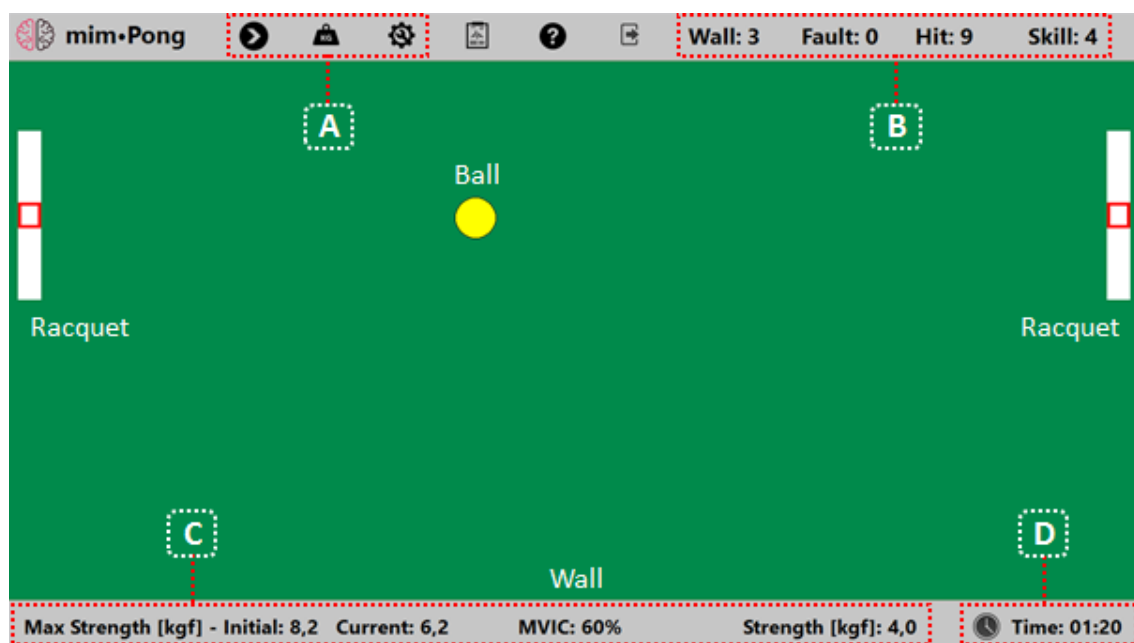 mim•Pong KG ? Wall: 3 Fault: 0 Hit: 9 Skill: 4
A B
Ball
Racquet Racquet
C D
Wall
Max Strength [kgf] - Initial: 8,2 Current: 6,2 MVIC: 60% Strength [kgf]: 4,0 Time: 01:20